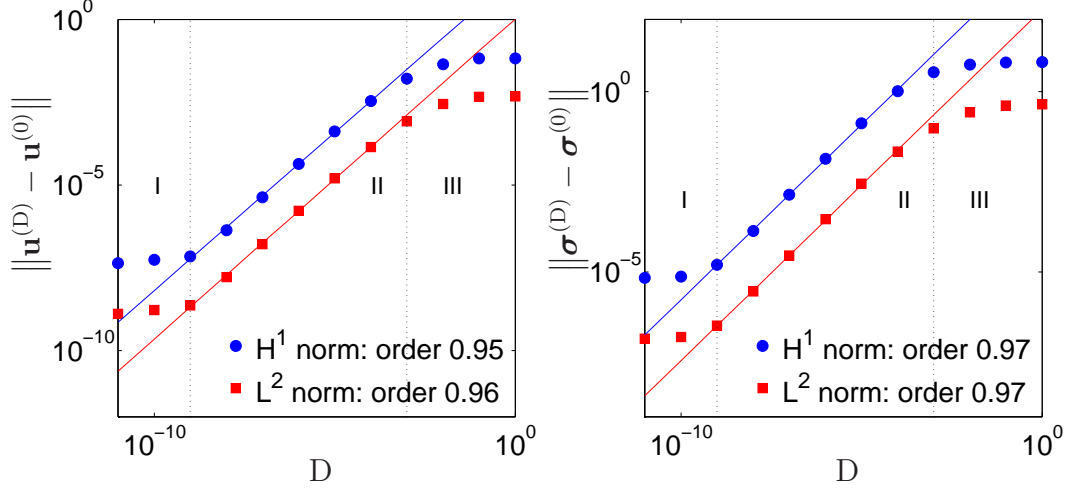 ‖u^(D) − u^(0)‖
10^0
10^−5
10^−10
I
II
III
H^1 norm: order 0.95
L^2 norm: order 0.96
10^−10
10^0
D
‖σ^(D) − σ^(0)‖
10^0
10^−5
I
II
III
H^1 norm: order 0.97
L^2 norm: order 0.97
10^−10
10^0
D